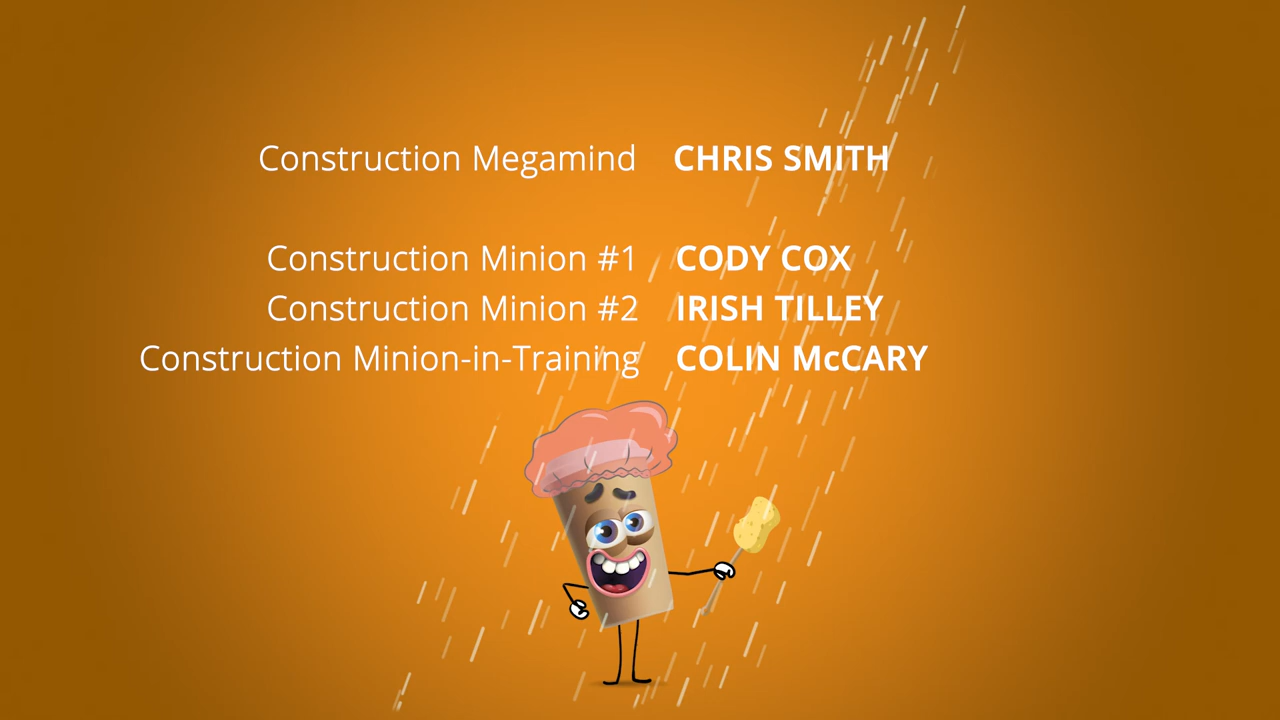 Construction Megamind CHRIS SMITH
Construction Minion #1 CODY COX
Construction Minion #2 IRISH TILLEY
Construction Minion-in-Training COLIN McCARY